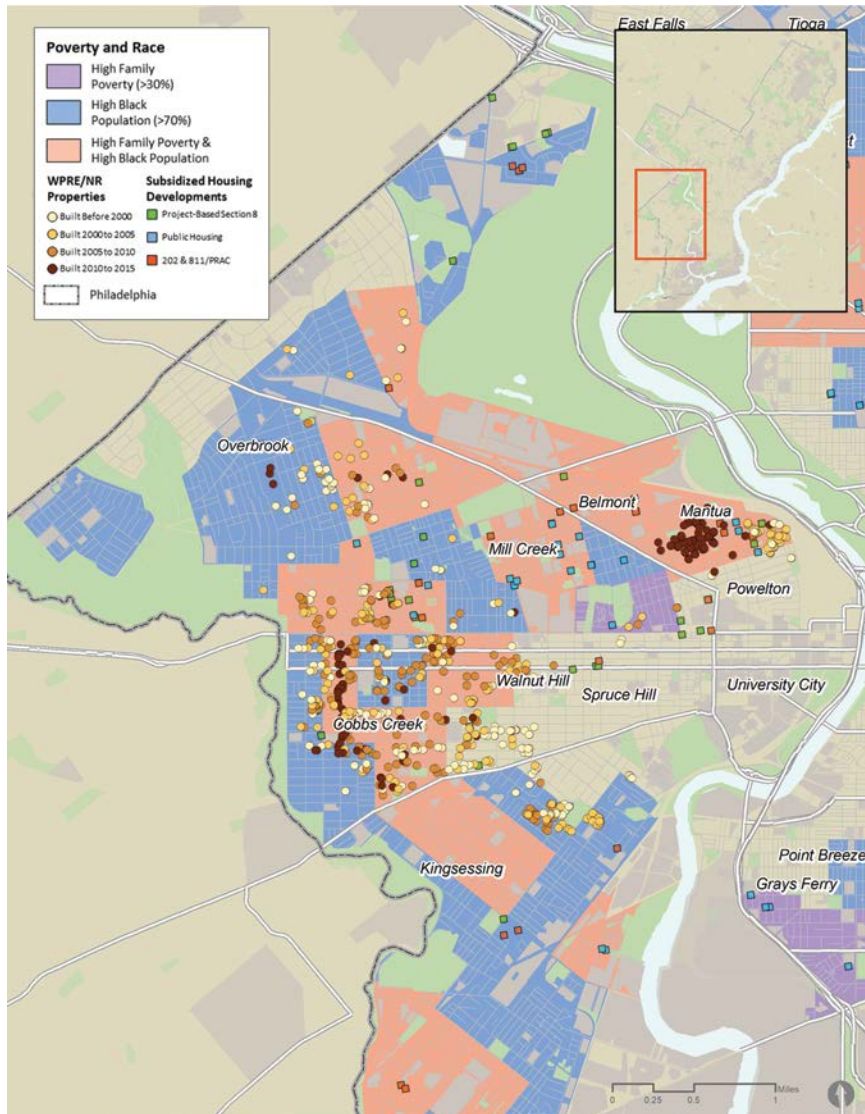 East Falls
Tioga
Poverty and Race
High Family
Poverty (>30%)
High Black
Population (>70%)
High Family Poverty &
High Black Population
WPRE/NR
Properties
Built Before 2000
Built 2000 to 2005
Built 2005 to 2010
Built 2010 to 2015
Subsidized Housing
Developments
Project-Based Section 8
Public Housing
202 & 811/PRAC
Philadelphia
Overbrook
Belmont
Mantua
Mill Creek
Powelton
Walnut Hill
Spruce Hill
University City
Cobbs Creek
Kingsessing
Point Breeze
Grays Ferry
Miles
0 0.25 0.5 1